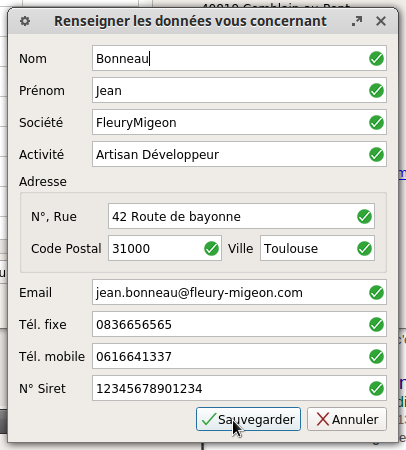 Renseigner les données vous concernant
Nom Bonneau
Prénom Jean
Société FleuryMigeon
Activité Artisan Développeur
Adresse
N°, Rue 42 Route de bayonne
Code Postal 31000 Ville Toulouse
Email jean.bonneau@fleury-migeon.com
Tél. fixe 0836656565
Tél. mobile 0616641337
N° Siret 12345678901234
Sauvegarder Annuler